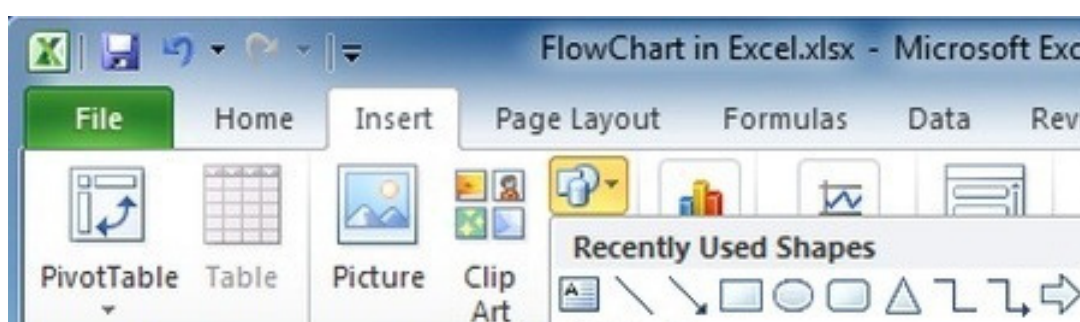 FlowChart in Excel.xlsx - Microsoft Exc
File Home Insert Page Layout Formulas Data Rev
Recently Used Shapes
PivotTable Table Picture Clip Art